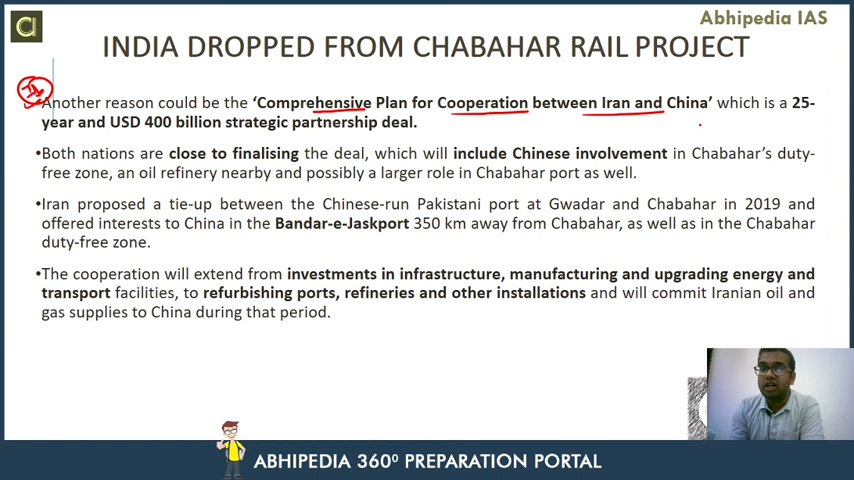 Abhipedia IAS
INDIA DROPPED FROM CHABAHAR RAIL PROJECT
•Another reason could be the ‘Comprehensive Plan for Cooperation between Iran and China’ which is a 25-
year and USD 400 billion strategic partnership deal.
•Both nations are close to finalising the deal, which will include Chinese involvement in Chabahar’s duty-
free zone, an oil refinery nearby and possibly a larger role in Chabahar port as well.
•Iran proposed a tie-up between the Chinese-run Pakistani port at Gwadar and Chabahar in 2019 and
offered interests to China in the Bandar-e-Jaskport 350 km away from Chabahar, as well as in the Chabahar
duty-free zone.
•The cooperation will extend from investments in infrastructure, manufacturing and upgrading energy and
transport facilities, to refurbishing ports, refineries and other installations and will commit Iranian oil and
gas supplies to China during that period.
ABHIPEDIA 360⁰ PREPARATION PORTAL